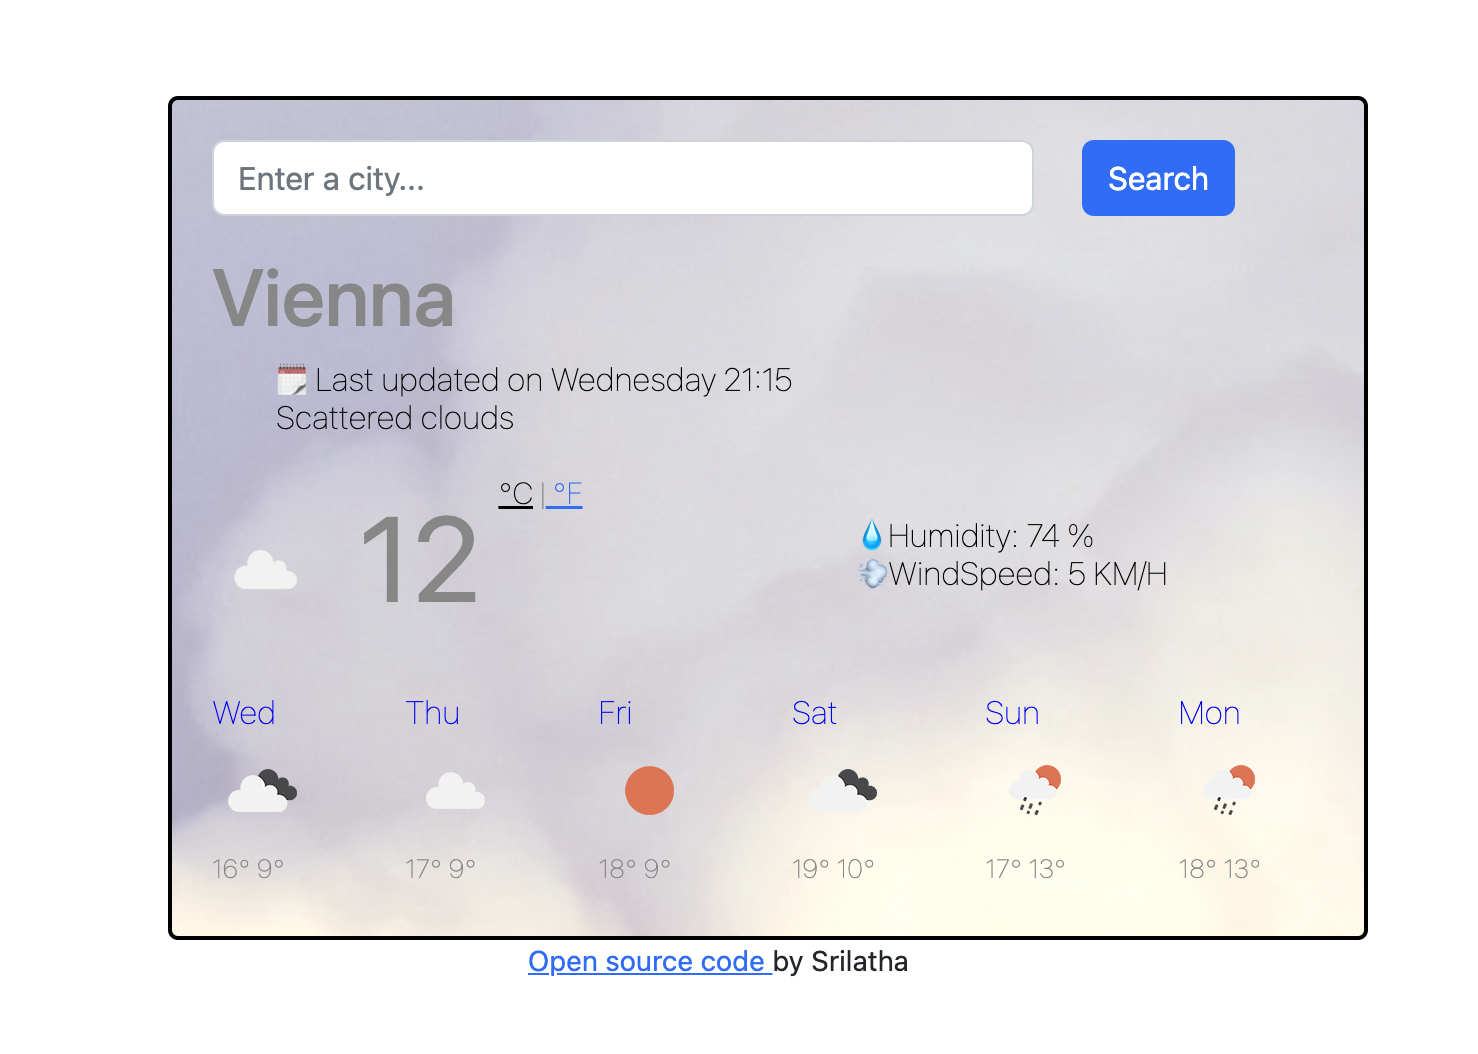 Enter a city...
Search
Vienna
Last updated on Wednesday 21:15
Scattered clouds
°C | °F
12
Humidity: 74 %
WindSpeed: 5 KM/H
Wed Thu Fri Sat Sun Mon
16° 9° 17° 9° 18° 9° 19° 10° 17° 13° 18° 13°
Open source code by Srilatha